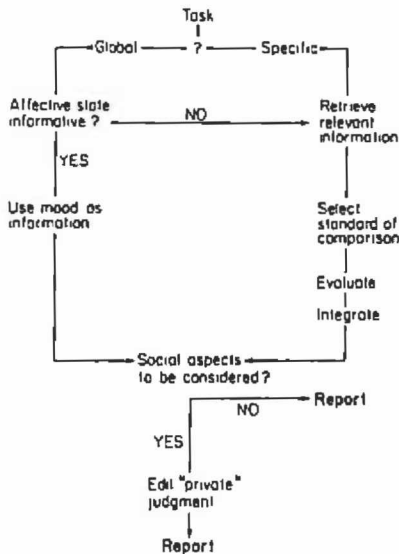 Task
Global ? Specific
Affective state
informative ?
NO
Retrieve
relevant
information
YES
Use mood as
information
Select
standard of
comparison
Evaluate
Integrate
Social aspects
to be considered?
NO
Report
YES
Edit "private"
judgment
Report